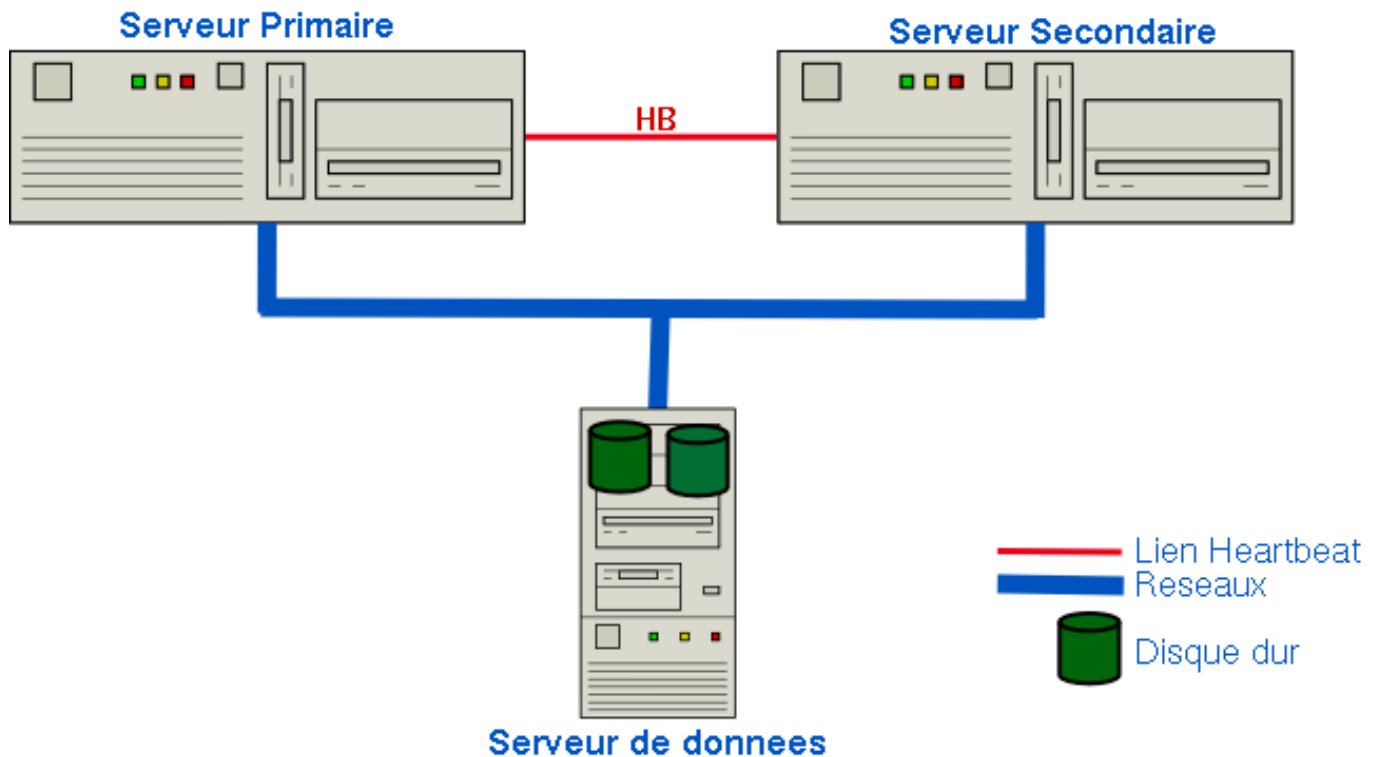 Serveur Primaire
Serveur Secondaire
HB
Lien Heartbeat
Reseaux
Disque dur
Serveur de donnees